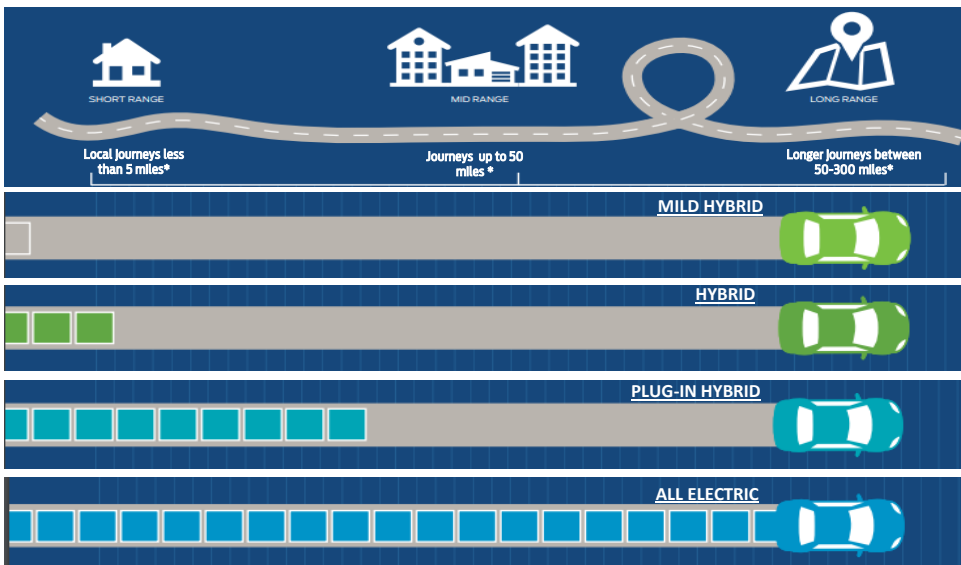 SHORT RANGE
MID RANGE
LONG RANGE
Local Journeys less
than 5 miles*
Journeys up to 50
miles *
Longer Journeys between
50-300 miles*
MILD HYBRID
HYBRID
PLUG-IN HYBRID
ALL ELECTRIC